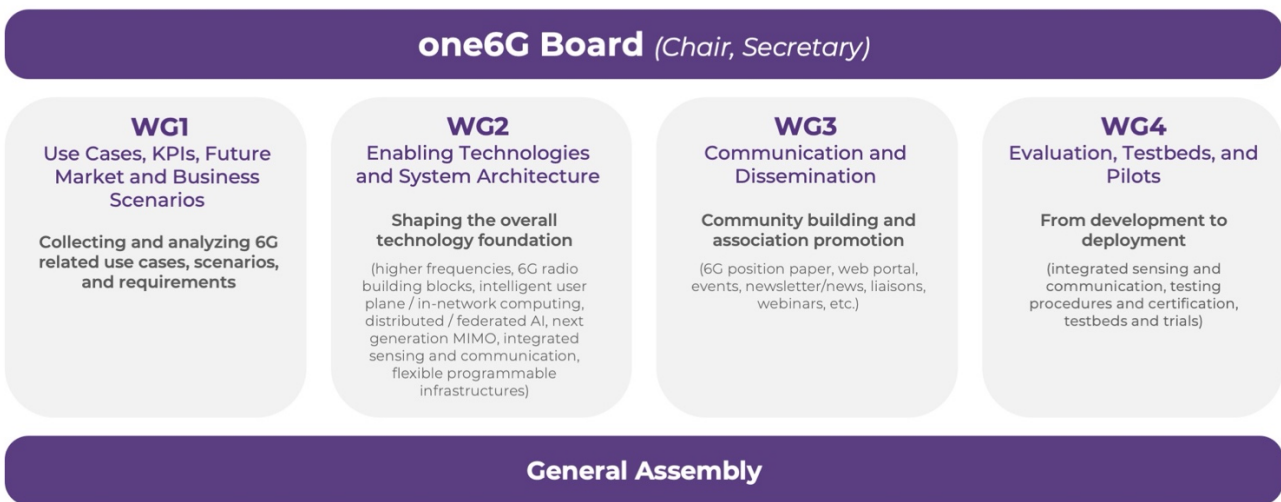 one6G Board (Chair, Secretary)
WG1
Use Cases, KPIs, Future
Market and Business
Scenarios
Collecting and analyzing 6G
related use cases, scenarios,
and requirements
WG2
Enabling Technologies
and System Architecture
Shaping the overall
technology foundation
(higher frequencies, 6G radio
building blocks, intelligent user
plane / in-network computing,
distributed / federated AI, next
generation MIMO, integrated
sensing and communication,
flexible programmable
infrastructures)
WG3
Communication and
Dissemination
Community building and
association promotion
(6G position paper, web portal,
events, newsletter/news, liaisons,
webinars, etc.)
WG4
Evaluation, Testbeds, and
Pilots
From development to
deployment
(integrated sensing and
communication, testing
procedures and certification,
testbeds and trials)
General Assembly